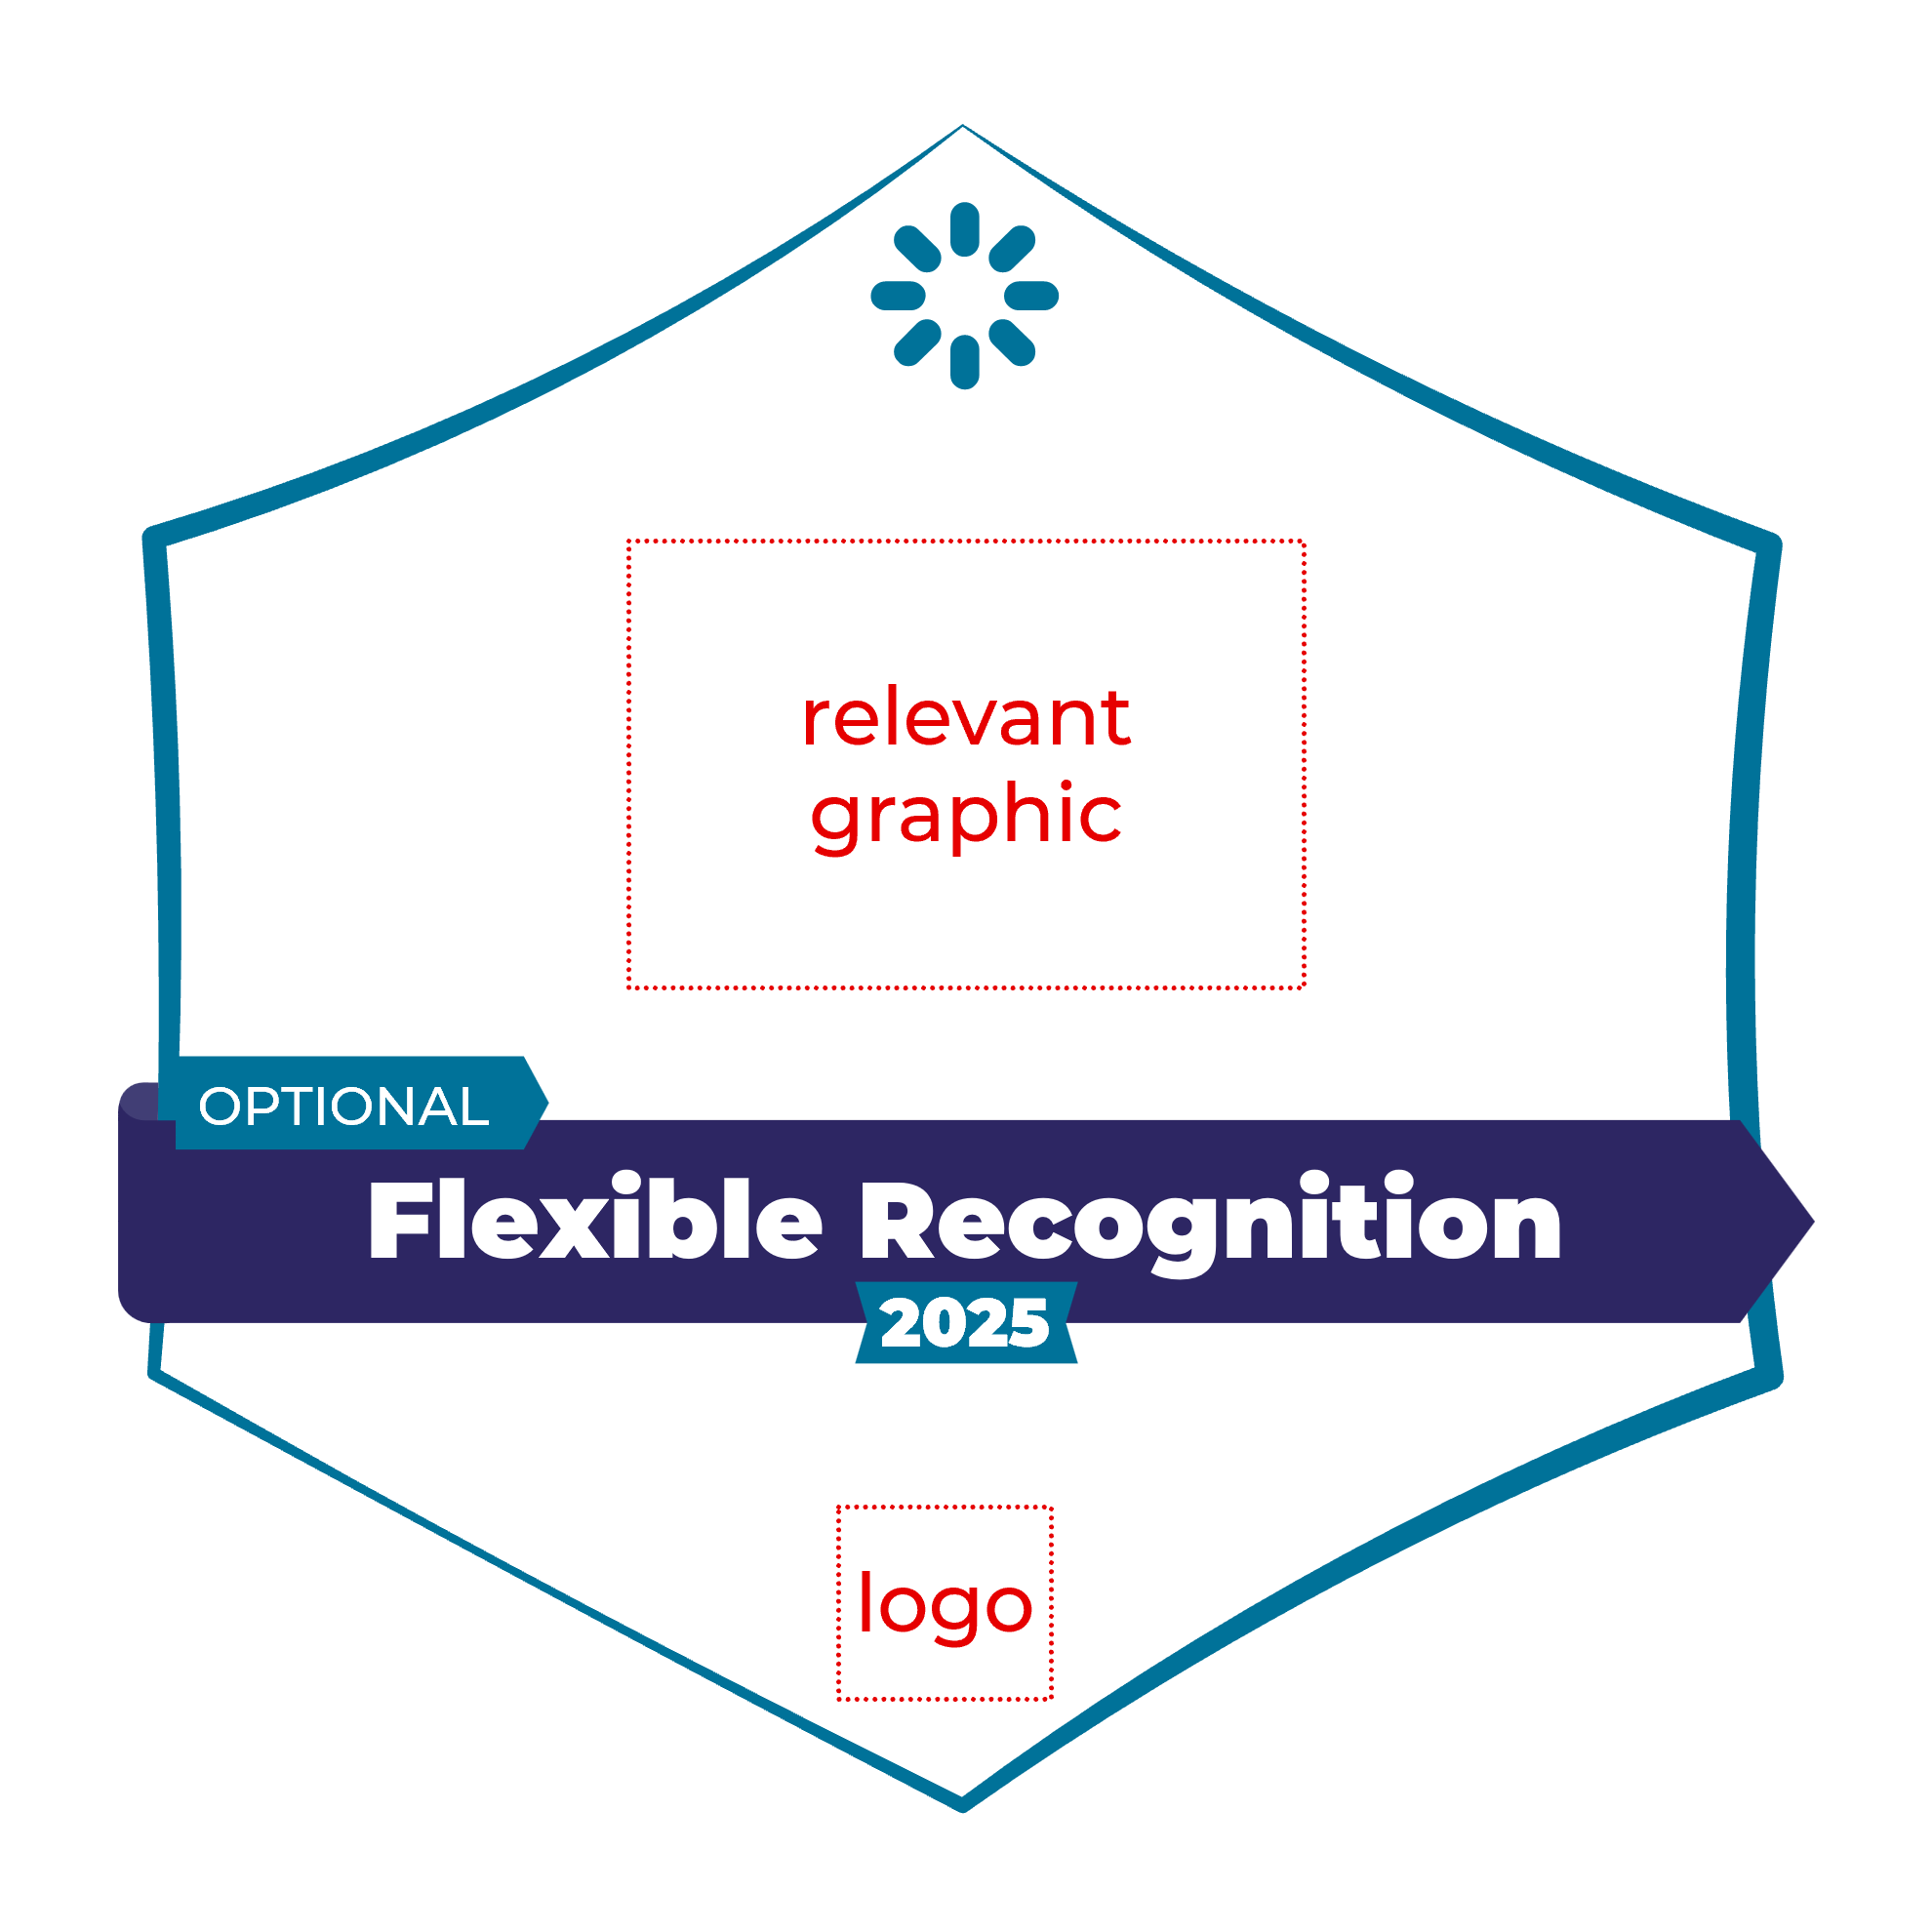 relevant
graphic
OPTIONAL
Flexible Recognition
2025
logo